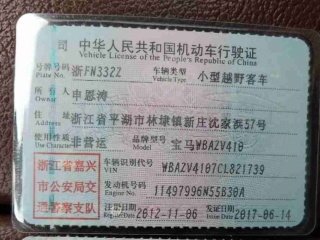 中华人民共和国机动车行驶证
Vehicle License of the People's Republic of China
号牌号码 浙FN332Z 车辆类型 小型越野客车
Plate No. Vehicle Type
所有人 申恩涛
Owner
住址 浙江省平湖市林埭镇新庄沈家浜57号
Address
使用性质 非营运 品牌型号 宝马WBAZV410
Use Character Model
浙江省嘉兴 车辆识别代号 WBAZV4107CL821739
VIN
市公安局交 发动机号码 11497996N55B30A
Engine No.
通警察支队 注册日期 2012-11-06 发证日期 2017-06-14
Register Date Issue Date